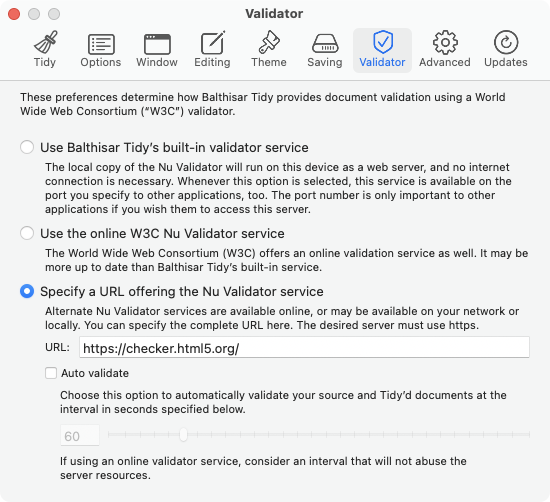 Validator
Tidy Options Window Editing Theme Saving Validator Advanced Updates
These preferences determine how Balthisar Tidy provides document validation using a World
Wide Web Consortium (“W3C”) validator.
Use Balthisar Tidy’s built-in validator service
The local copy of the Nu Validator will run on this device as a web server, and no internet
connection is necessary. Whenever this option is selected, this service is available on the
port you specify to other applications, too. The port number is only important to other
applications if you wish them to access this server.
Use the online W3C Nu Validator service
The World Wide Web Consortium (W3C) offers an online validation service as well. It may be
more up to date than Balthisar Tidy’s built-in service.
Specify a URL offering the Nu Validator service
Alternate Nu Validator services are available online, or may be available on your network or
locally. You can specify the complete URL here. The desired server must use https.
URL: https://checker.html5.org/
Auto validate
Choose this option to automatically validate your source and Tidy’d documents at the
interval in seconds specified below.
60
If using an online validator service, consider an interval that will not abuse the
server resources.